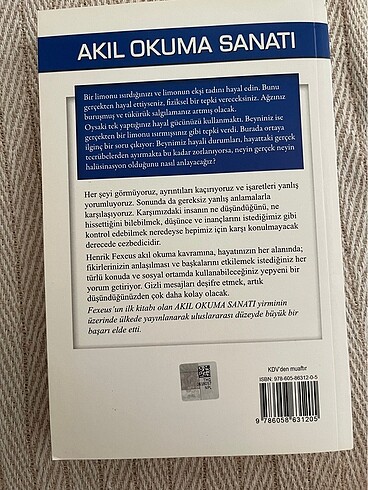 AKIL OKUMA SANATI
Bir limonu ısırdığınızı ve limonun ekşi tadını hayal edin. Bunu
gerçekten hayal ettiyseniz, fiziksel bir tepki vereceksiniz. Ağzınız
buruşmuş ve tükürük salgılamanız artmış olacak.
Oysaki tek yaptığınız hayal gücünüzü kullanmaktı. Beyniniz ise
gerçekten bir limonu ısırmışsınız gibi tepki verdi. Burada ortaya
ilginç bir soru çıkıyor: Beynimiz hayali durumları, hayattaki gerçek
tecrübelerden ayırmakta bu kadar zorlanıyorsa, neyin gerçek neyin
halüsinasyon olduğunu nasıl anlayacağız?
Her şeyi görmüyoruz, ayrıntıları kaçırıyoruz ve işaretleri yanlış
yorumluyoruz. Sonunda da gereksiz yanlış anlamalarla
karşılaşıyoruz. Karşımızdaki insanın ne düşündüğünü, ne
hissettiğini bilebilmek, düşünce ve inançlarını istediğimiz gibi
kontrol edebilmek neredeyse hepimiz için karşı konulmayacak
derecede cezbedicidir.
Henrik Fexeus akıl okuma kavramına, hayatınızın her alanında;
fikirlerinizin anlaşılması ve başkalarını etkilemek istediğiniz her
türlü konuda ve sosyal ortamda kullanabileceğiniz yepyeni bir
yorum getiriyor. Gizli mesajları deşifre etmek, artık
düşündüğünüzden çok daha kolay olacak.
Fexeus'un ilk kitabı olan AKIL OKUMA SANATI yirminin
üzerinde ülkede yayınlanarak uluslararası düzeyde büyük bir
başarı elde etti.
KDV'den muaftır
ISBN: 978-605-86312-0-5
9 786058 631205